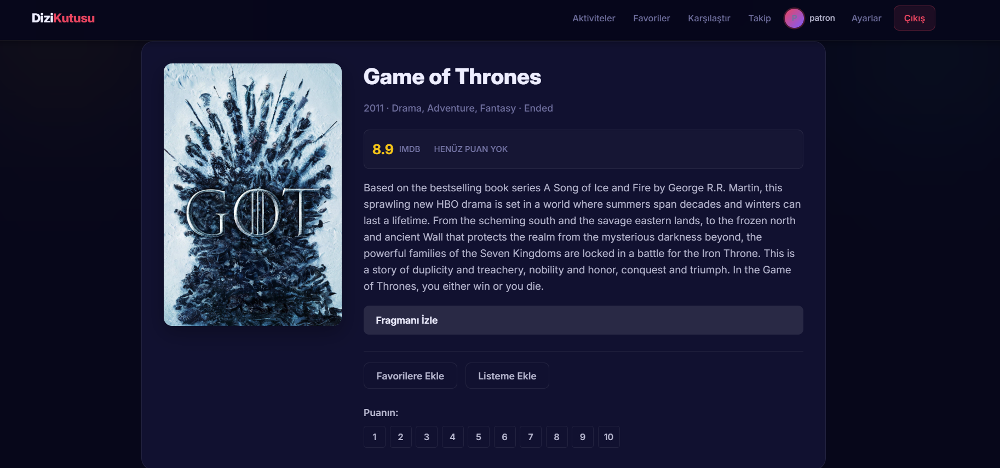 DiziKutusu
Aktiviteler Favoriler Karşılaştır Takip patron Ayarlar Çıkış
GOT
Game of Thrones
2011 · Drama, Adventure, Fantasy · Ended
8.9 IMDB HENÜZ PUAN YOK
Based on the bestselling book series A Song of Ice and Fire by George R.R. Martin, this
sprawling new HBO drama is set in a world where summers span decades and winters can
last a lifetime. From the scheming south and the savage eastern lands, to the frozen north
and ancient Wall that protects the realm from the mysterious darkness beyond, the
powerful families of the Seven Kingdoms are locked in a battle for the Iron Throne. This is
a story of duplicity and treachery, nobility and honor, conquest and triumph. In the Game
of Thrones, you either win or you die.
Fragmanı İzle
Favorilere Ekle Listeme Ekle
Puanın:
1 2 3 4 5 6 7 8 9 10